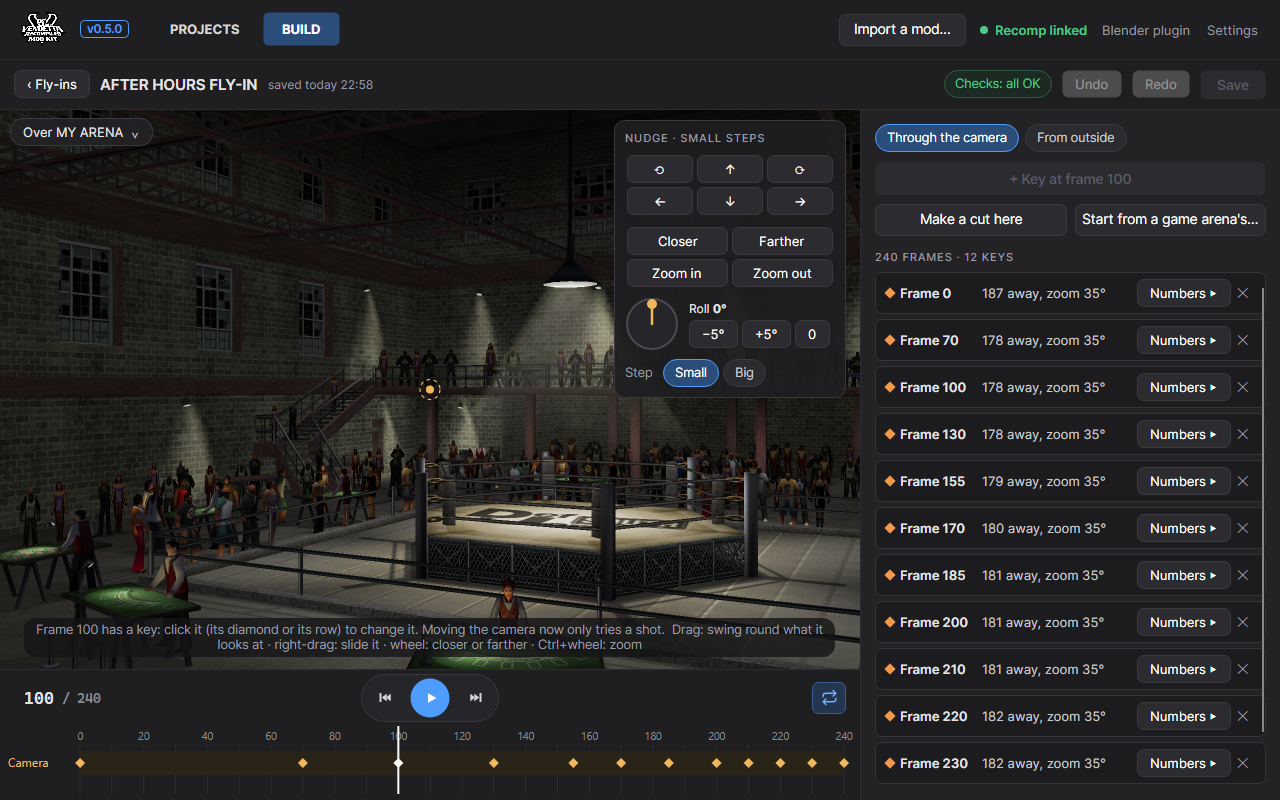 VENDETTA
MOD KIT
v0.5.0
PROJECTS
BUILD
Import a mod...
Recomp linked
Blender plugin
Settings
‹ Fly-ins
AFTER HOURS FLY-IN
saved today 22:58
Checks: all OK
Undo
Redo
Save
Over MY ARENA
NUDGE · SMALL STEPS
Closer
Farther
Zoom in
Zoom out
Roll 0°
−5°
+5°
0
Step
Small
Big
Frame 100 has a key: click it (its diamond or its row) to change it. Moving the camera now only tries a shot. Drag: swing round what it
looks at · right-drag: slide it · wheel: closer or farther · Ctrl+wheel: zoom
100 / 240
0 20 40 60 80 100 120 140 160 180 200 220 240
Camera
Through the camera
From outside
+ Key at frame 100
Make a cut here
Start from a game arena's...
240 FRAMES · 12 KEYS
Frame 0 187 away, zoom 35° Numbers
Frame 70 178 away, zoom 35° Numbers
Frame 100 178 away, zoom 35° Numbers
Frame 130 178 away, zoom 35° Numbers
Frame 155 179 away, zoom 35° Numbers
Frame 170 180 away, zoom 35° Numbers
Frame 185 181 away, zoom 35° Numbers
Frame 200 181 away, zoom 35° Numbers
Frame 210 181 away, zoom 35° Numbers
Frame 220 182 away, zoom 35° Numbers
Frame 230 182 away, zoom 35° Numbers